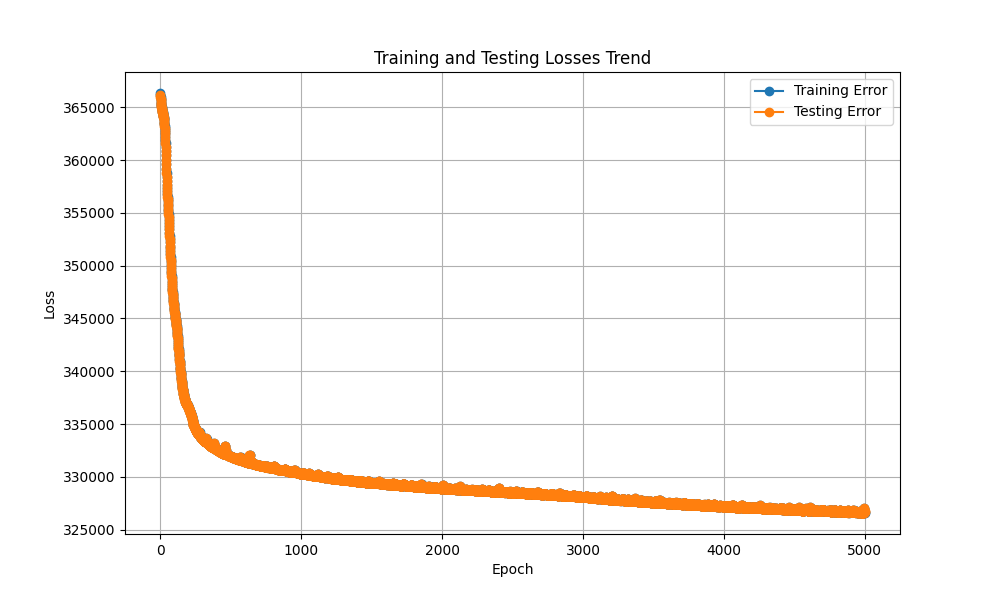 Training and Testing Losses Trend
Training Error
Testing Error
Loss
365000
360000
355000
350000
345000
340000
335000
330000
325000
0 1000 2000 3000 4000 5000
Epoch